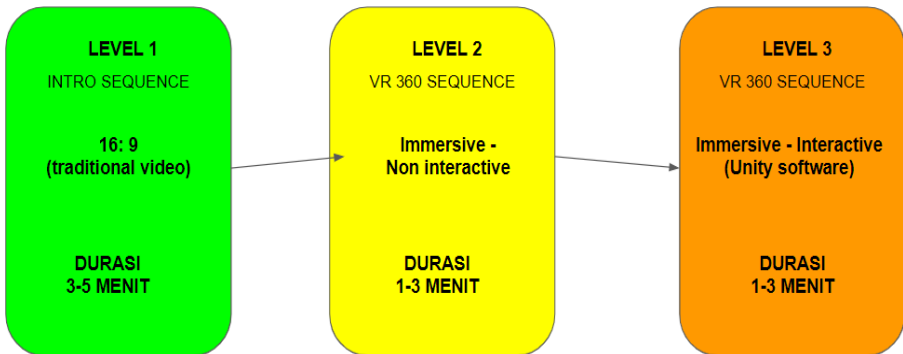 LEVEL 1
INTRO SEQUENCE
16: 9
(traditional video)
DURASI
3-5 MENIT
LEVEL 2
VR 360 SEQUENCE
Immersive -
Non interactive
DURASI
1-3 MENIT
LEVEL 3
VR 360 SEQUENCE
Immersive - Interactive
(Unity software)
DURASI
1-3 MENIT